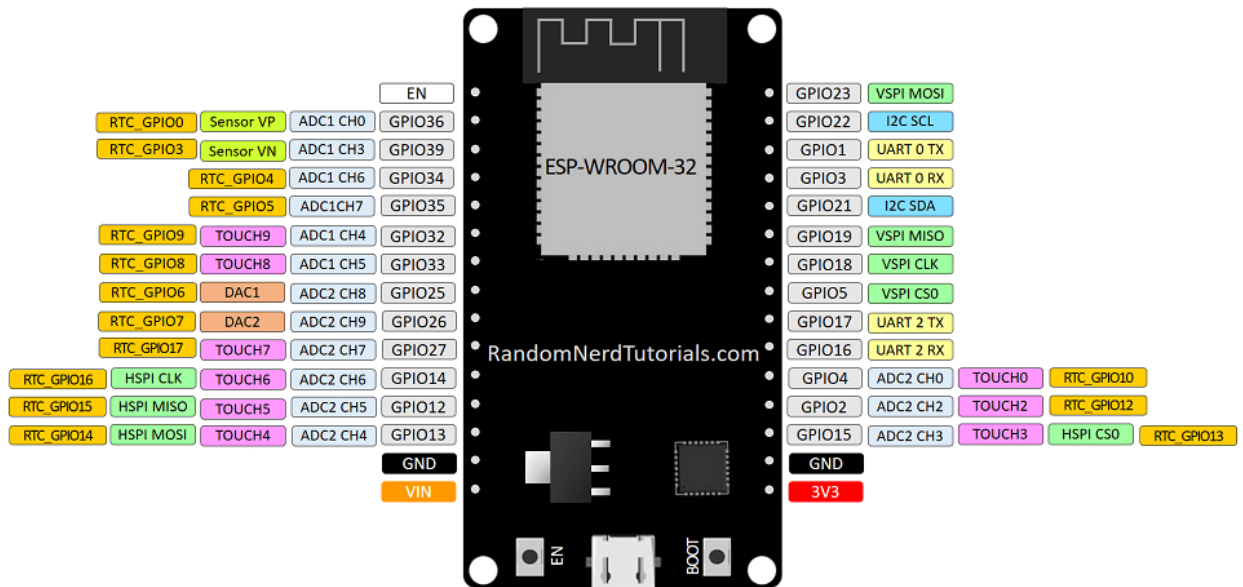 EN GPIO23 VSPI MOSI
RTC_GPIO0 Sensor VP ADC1 CH0 GPIO36 GPIO22 I2C SCL
RTC_GPIO3 Sensor VN ADC1 CH3 GPIO39 GPIO1 UART 0 TX
ESP-WROOM-32
RTC_GPIO4 ADC1 CH6 GPIO34 GPIO3 UART 0 RX
RTC_GPIO5 ADC1CH7 GPIO35 GPIO21 I2C SDA
RTC_GPIO9 TOUCH9 ADC1 CH4 GPIO32 GPIO19 VSPI MISO
RTC_GPIO8 TOUCH8 ADC1 CH5 GPIO33 GPIO18 VSPI CLK
RTC_GPIO6 DAC1 ADC2 CH8 GPIO25 GPIO5 VSPI CS0
RTC_GPIO7 DAC2 ADC2 CH9 GPIO26 GPIO17 UART 2 TX
RTC_GPIO17 TOUCH7 ADC2 CH7 GPIO27 RandomNerdTutorials.com GPIO16 UART 2 RX
RTC_GPIO16 HSPI CLK TOUCH6 ADC2 CH6 GPIO14 GPIO4 ADC2 CH0 TOUCH0 RTC_GPIO10
RTC_GPIO15 HSPI MISO TOUCH5 ADC2 CH5 GPIO12 GPIO2 ADC2 CH2 TOUCH2 RTC_GPIO12
RTC_GPIO14 HSPI MOSI TOUCH4 ADC2 CH4 GPIO13 GPIO15 ADC2 CH3 TOUCH3 HSPI CS0 RTC_GPIO13
GND GND
VIN 3V3
EN BOOT